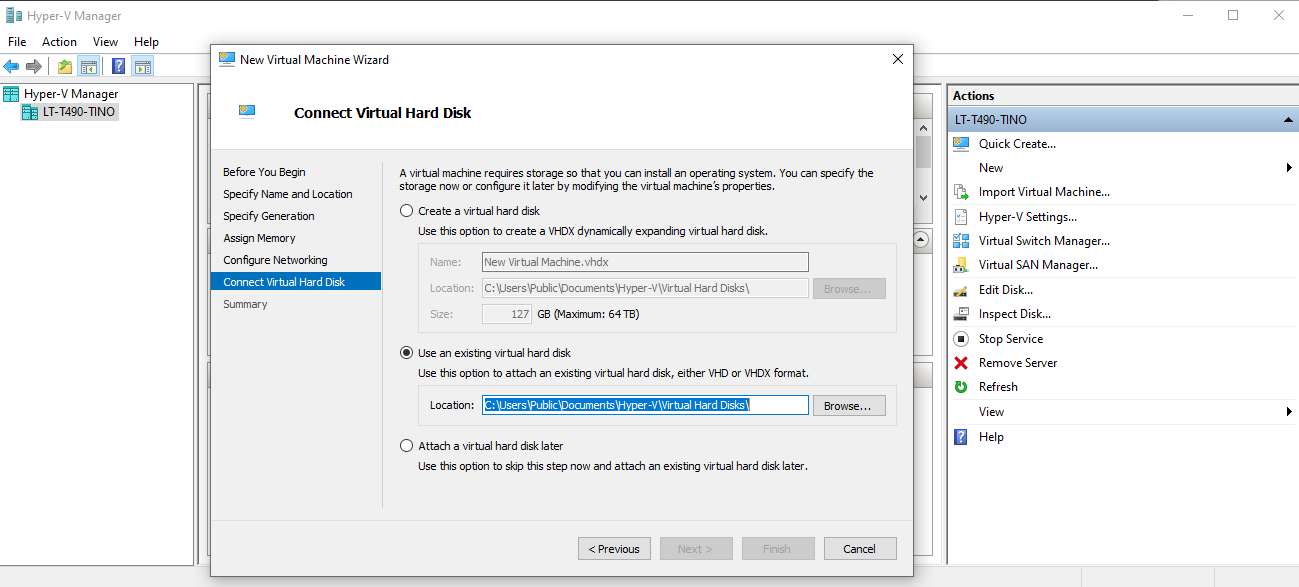 Hyper-V Manager
File Action View Help
Hyper-V Manager
LT-T490-TINO
New Virtual Machine Wizard
Connect Virtual Hard Disk
Before You Begin
Specify Name and Location
Specify Generation
Assign Memory
Configure Networking
Connect Virtual Hard Disk
Summary
A virtual machine requires storage so that you can install an operating system. You can specify the
storage now or configure it later by modifying the virtual machine's properties.
Create a virtual hard disk
Use this option to create a VHDX dynamically expanding virtual hard disk.
Name: New Virtual Machine.vhdx
Location: C:\Users\Public\Documents\Hyper-V\Virtual Hard Disks\ Browse...
Size: 127 GB (Maximum: 64 TB)
Use an existing virtual hard disk
Use this option to attach an existing virtual hard disk, either VHD or VHDX format.
Location: C:\Users\Public\Documents\Hyper-V\Virtual Hard Disks\ Browse...
Attach a virtual hard disk later
Use this option to skip this step now and attach an existing virtual hard disk later.
< Previous Next > Finish Cancel
Actions
LT-T490-TINO
Quick Create...
New
Import Virtual Machine...
Hyper-V Settings...
Virtual Switch Manager...
Virtual SAN Manager...
Edit Disk...
Inspect Disk...
Stop Service
Remove Server
Refresh
View
Help